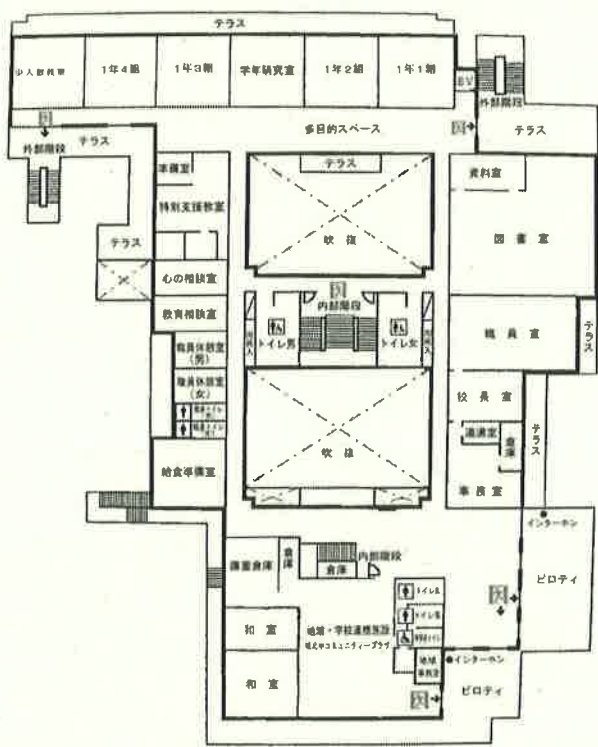 テラス
少人数教室
1年4組
1年3組
学年研究室
1年2組
1年1組
EV
外部階段
多目的スペース
テラス
外部階段
テラス
準備室
テラス
資料室
特別支援教室
吹抜
図書室
テラス
心の相談室
内部階段
教育相談室
トイレ男
トイレ女
職員室
テラス
職員休憩室
(男)
職員休憩室
(女)
校長室
湯沸室
倉庫
テラス
吹抜
給食準備室
事務室
インターホン
内部階段
倉庫
倉庫
ピロティ
和室
地域・学校連携施設
地域
事務室
インターホン
和室
ピロティ